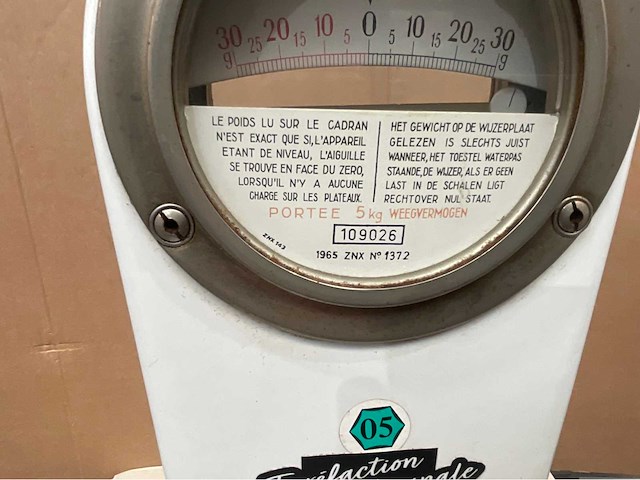 30 25 20 15 10 5 0 5 10 15 20 25 30
g g
LE POIDS LU SUR LE CADRAN
N'EST EXACT QUE SI, L'APPAREIL
ETANT DE NIVEAU, L'AIGUILLE
SE TROUVE EN FACE DU ZERO,
LORSQU'IL N'Y A AUCUNE
CHARGE SUR LES PLATEAUX.
HET GEWICHT OP DE WIJZERPLAAT
GELEZEN IS SLECHTS JUIST
WANNEER, HET TOESTEL WATERPAS
STAANDE, DE WIJZER, ALS ER GEEN
LAST IN DE SCHALEN LIGT
RECHTOVER NUL STAAT.
PORTEE 5 kg WEEGVERMOGEN
109026
ZNX 143
1965 ZNX Nº 1372
05